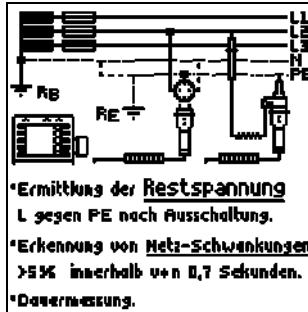 L1
L2
L3
N
PE
RB
RE
*Ermittlung der Restspannung
L gegen PE nach Ausschaltung.
*Erkennung von Netz-Schwankungen
>5% innerhalb von 0,7 Sekunden.
*Dauermessung.